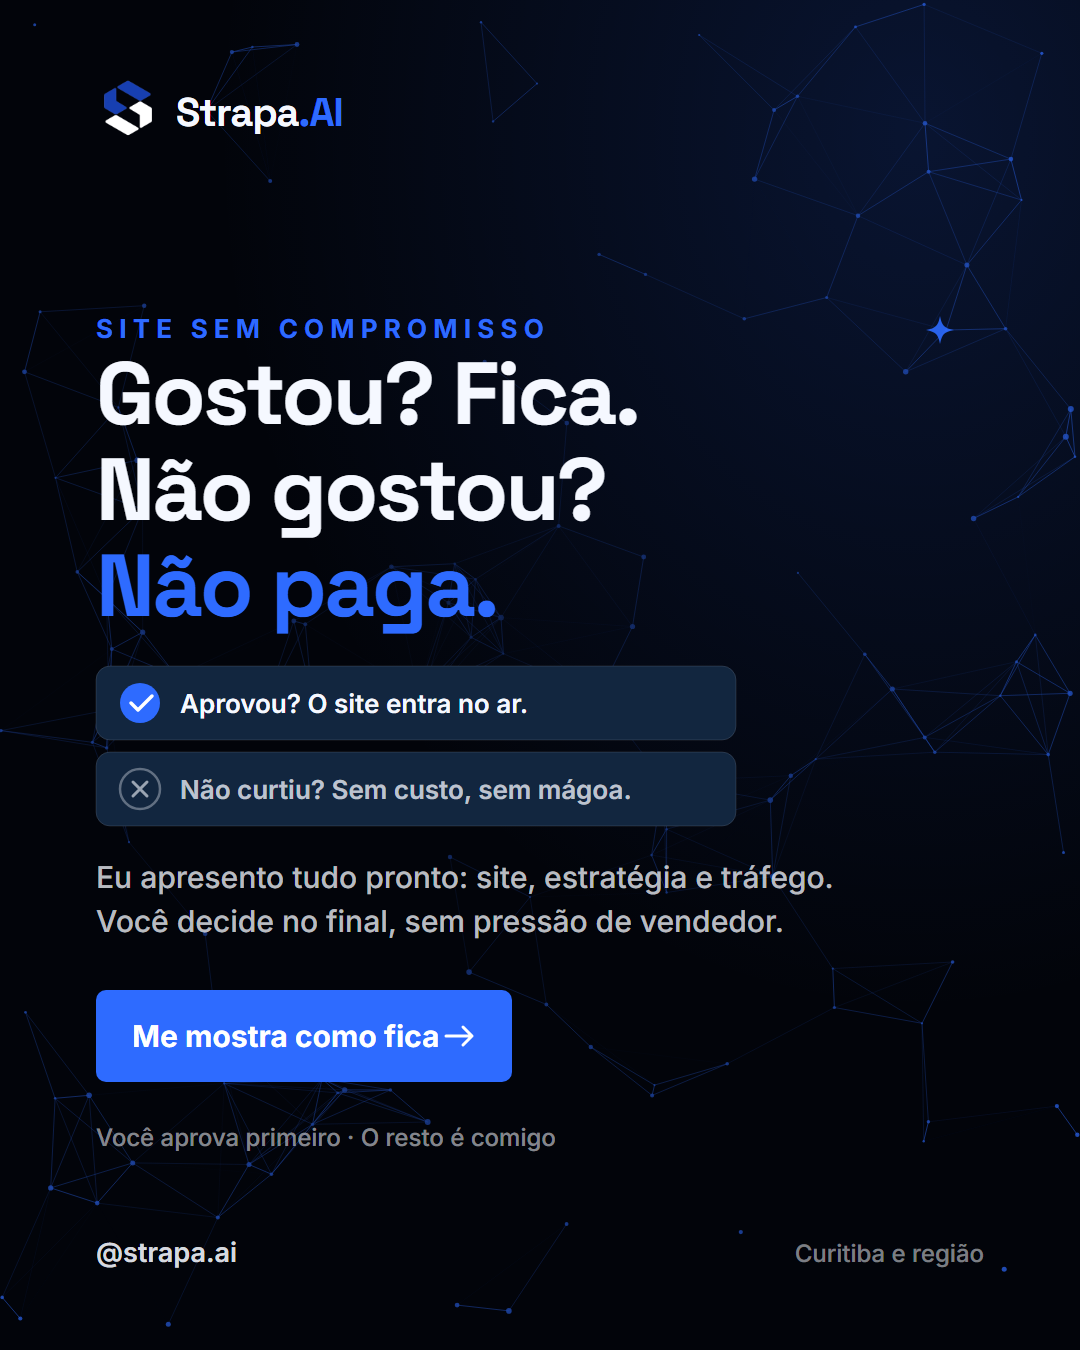 Strapa.AI
SITE SEM COMPROMISSO
Gostou? Fica.
Não gostou?
Não paga.
Aprovou? O site entra no ar.
Não curtiu? Sem custo, sem mágoa.
Eu apresento tudo pronto: site, estratégia e tráfego.
Você decide no final, sem pressão de vendedor.
Me mostra como fica→
Você aprova primeiro · O resto é comigo
@strapa.ai
Curitiba e região